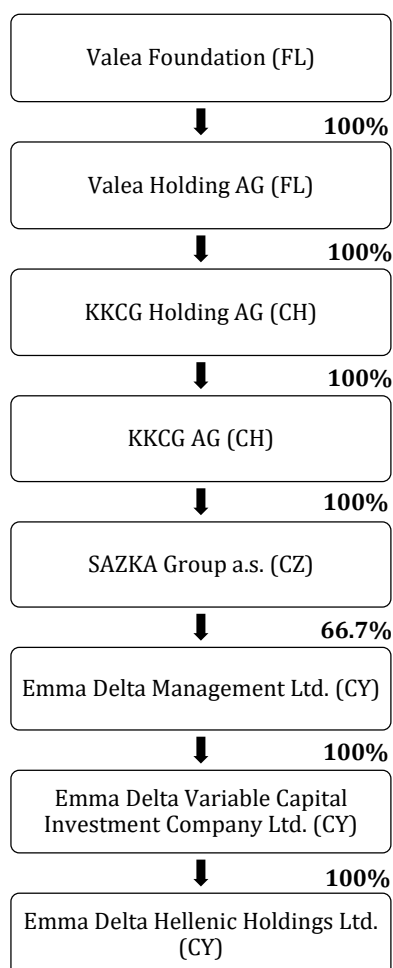 Valea Foundation (FL)
100%
Valea Holding AG (FL)
100%
KKCG Holding AG (CH)
100%
KKCG AG (CH)
100%
SAZKA Group a.s. (CZ)
66.7%
Emma Delta Management Ltd. (CY)
100%
Emma Delta Variable Capital
Investment Company Ltd. (CY)
100%
Emma Delta Hellenic Holdings Ltd.
(CY)